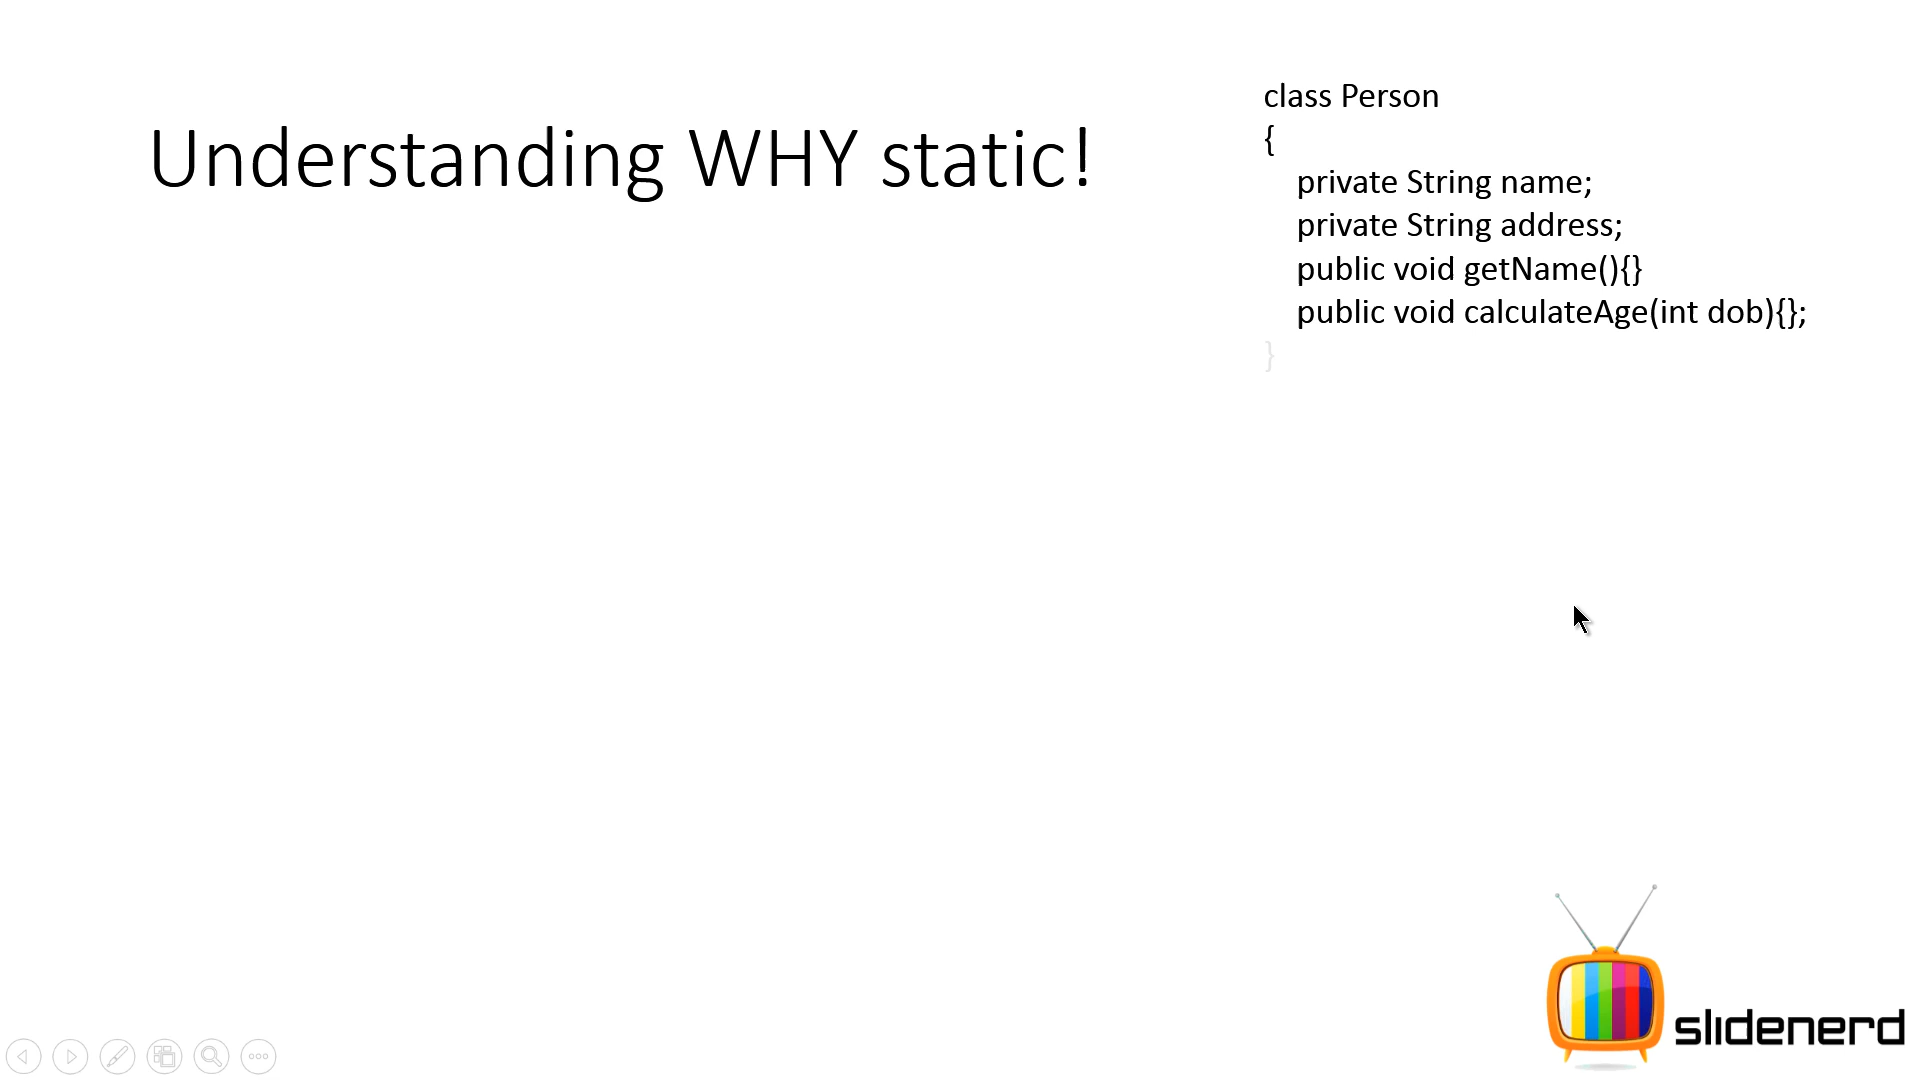 Understanding WHY static!
class Person
{
private String name;
private String address;
public void getName(){}
public void calculateAge(int dob){};
}
slidenerd